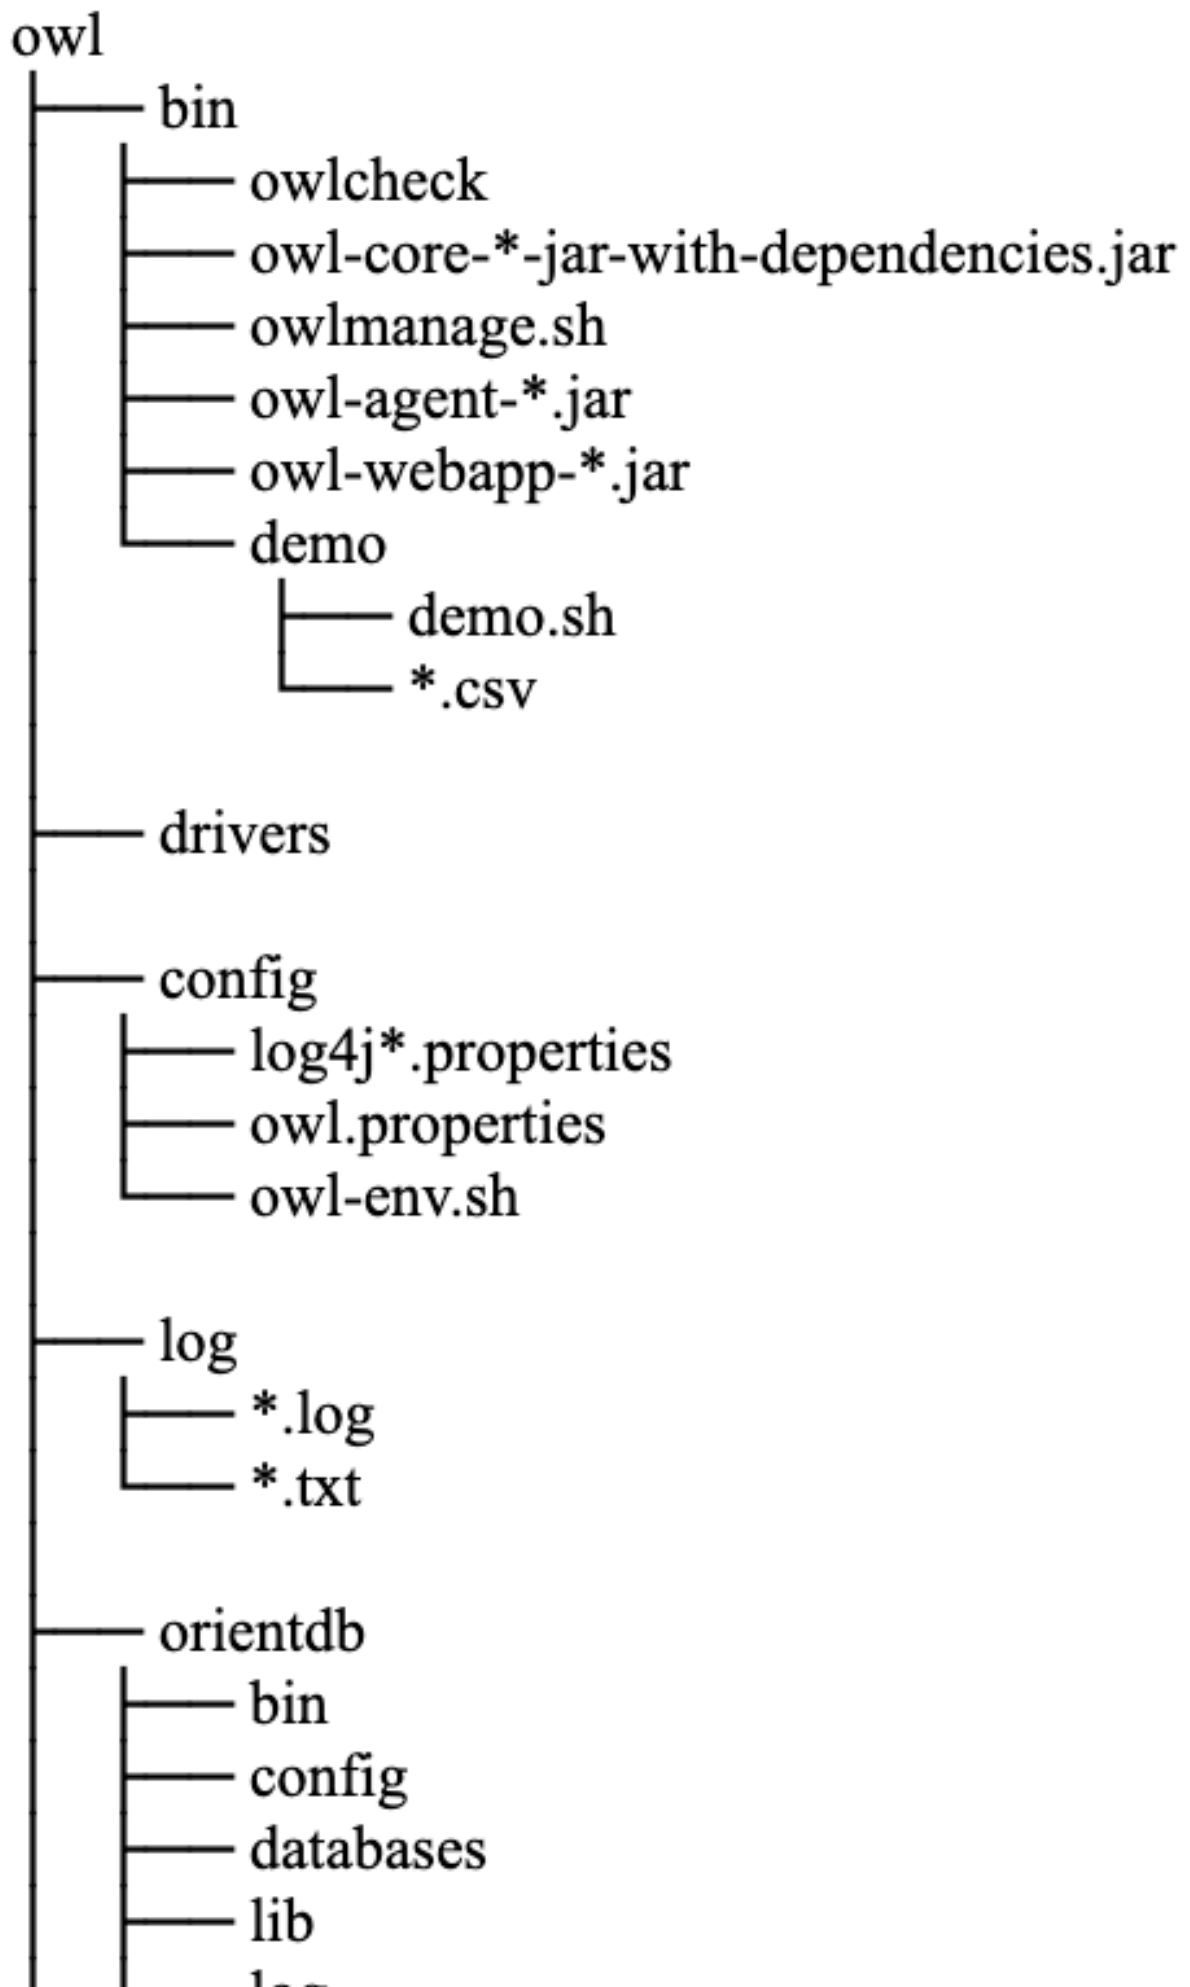 owl
bin
owlcheck
owl-core-*-jar-with-dependencies.jar
owlmanage.sh
owl-agent-*.jar
owl-webapp-*.jar
demo
demo.sh
*.csv
drivers
config
log4j*.properties
owl.properties
owl-env.sh
log
*.log
*.txt
orientdb
bin
config
databases
lib